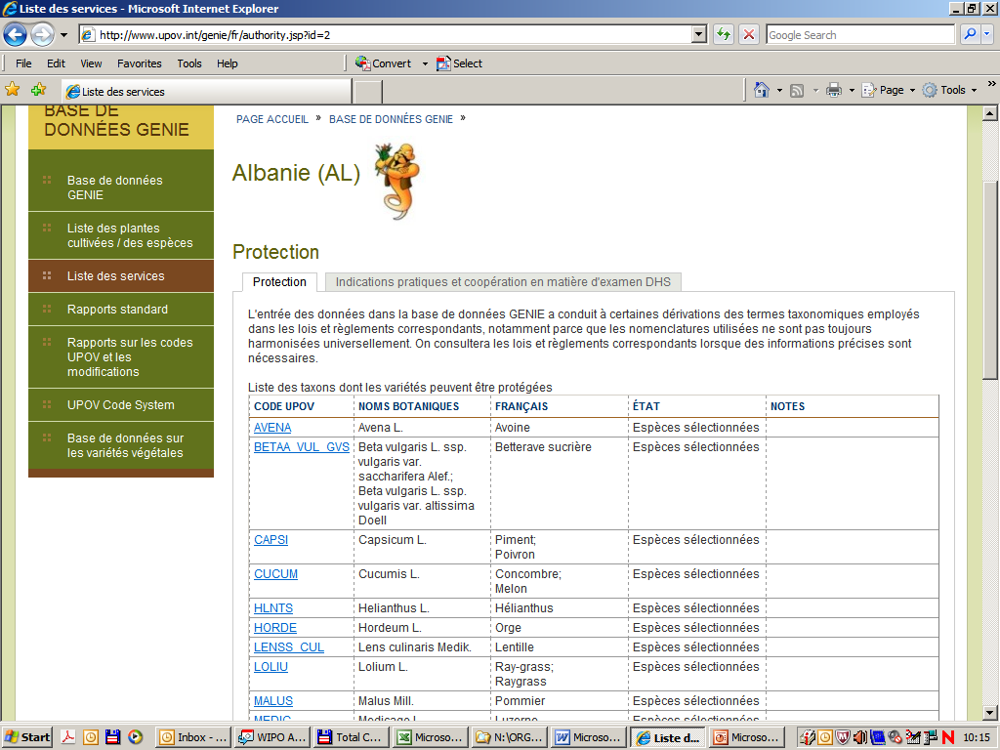 Liste des services - Microsoft Internet Explorer
http://www.upov.int/genie/fr/authority.jsp?id=2
Google Search
File Edit View Favorites Tools Help
Convert Select
Liste des services
Page Tools
BASE DE
DONNÉES GENIE
Base de données
GENIE
Liste des plantes
cultivées / des espèces
Liste des services
Rapports standard
Rapports sur les codes
UPOV et les
modifications
UPOV Code System
Base de données sur
les variétés végétales
PAGE ACCUEIL » BASE DE DONNÉES GENIE »
Albanie (AL)
Protection
Protection
Indications pratiques et coopération en matière d'examen DHS
L'entrée des données dans la base de données GENIE a conduit à certaines dérivations des termes taxonomiques employés
dans les lois et règlements correspondants, notamment parce que les nomenclatures utilisées ne sont pas toujours
harmonisées universellement. On consultera les lois et règlements correspondants lorsque des informations précises sont
nécessaires.
Liste des taxons dont les variétés peuvent être protégées
CODE UPOV NOMS BOTANIQUES FRANÇAIS ÉTAT NOTES
AVENA Avena L. Avoine Espèces sélectionnées
BETAA_VUL_GVS Beta vulgaris L. ssp. Betterave sucrière Espèces sélectionnées
vulgaris var.
saccharifera Alef.;
Beta vulgaris L. ssp.
vulgaris var. altissima
Doell
CAPSI Capsicum L. Piment; Espèces sélectionnées
Poivron
CUCUM Cucumis L. Concombre; Espèces sélectionnées
Melon
HLNTS Helianthus L. Hélianthus Espèces sélectionnées
HORDE Hordeum L. Orge Espèces sélectionnées
LENSS_CUL Lens culinaris Medik. Lentille Espèces sélectionnées
LOLIU Lolium L. Ray-grass; Espèces sélectionnées
Raygrass
MALUS Malus Mill. Pommier Espèces sélectionnées
MEDIC Medicago L. Luzerne Espèces sélectionnées
Start Inbox - ... WIPO A... Total C... Microso... N:\ORG... Microso... Liste d... Microso... 10:15